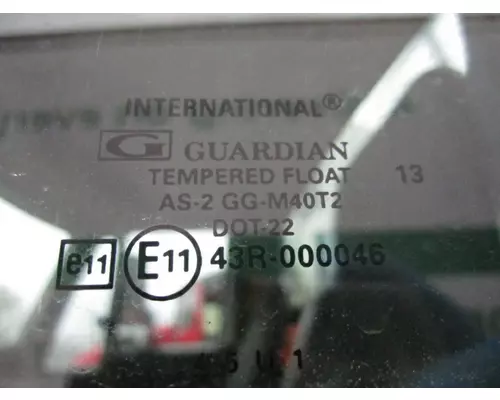 INTERNATIONAL®
G GUARDIAN
TEMPERED FLOAT 13
AS-2 GG-M40T2
DOT-22
e11 E11 43R-000046